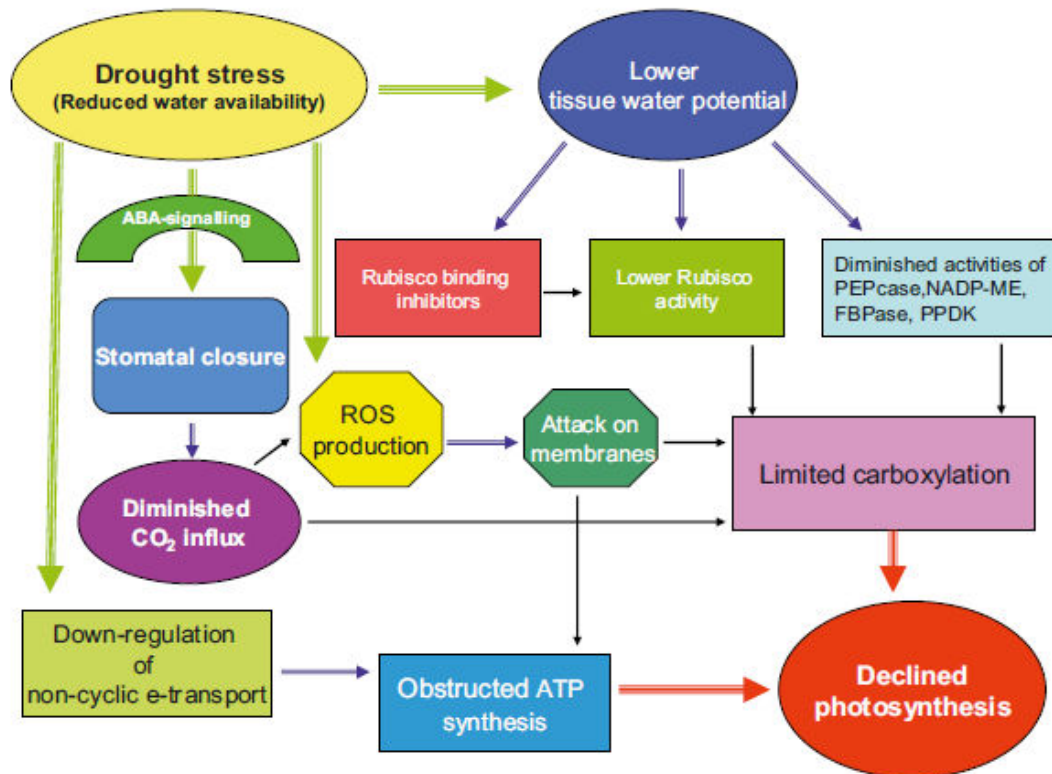 Drought stress
(Reduced water availability)
Lower
tissue water potential
ABA-signalling
Rubisco binding
inhibitors
Lower Rubisco
activity
Diminished activities of
PEPcase,NADP-ME,
FBPase, PPDK
Stomatal closure
ROS
production
Attack on
membranes
Limited carboxylation
Diminished
CO₂ influx
Down-regulation
of
non-cyclic e-transport
Obstructed ATP
synthesis
Declined
photosynthesis